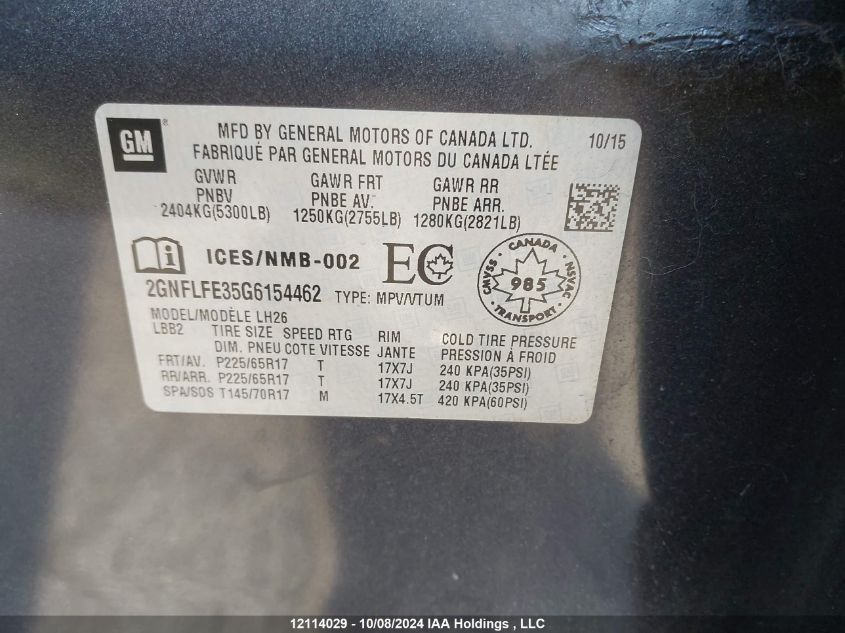 GM ®
MFD BY GENERAL MOTORS OF CANADA LTD. 10/15
FABRIQUÉ PAR GENERAL MOTORS DU CANADA LTÉE
GVWR GAWR FRT GAWR RR
PNBV PNBE AV. PNBE ARR.
2404KG(5300LB) 1250KG(2755LB) 1280KG(2821LB)
ICES/NMB-002 EC
CANADA
CMVSS 985 NSVAC
TRANSPORT
2GNFLFE35G6154462 TYPE: MPV/VTUM
MODEL/MODÈLE LH26
LBB2 TIRE SIZE SPEED RTG RIM COLD TIRE PRESSURE
DIM. PNEU COTE VITESSE JANTE PRESSION À FROID
FRT/AV. P225/65R17 T 17X7J 240 KPA(35PSI)
RR/ARR. P225/65R17 T 17X7J 240 KPA(35PSI)
SPA/SOS T145/70R17 M 17X4.5T 420 KPA(60PSI)
12114029 - 10/08/2024 IAA Holdings , LLC